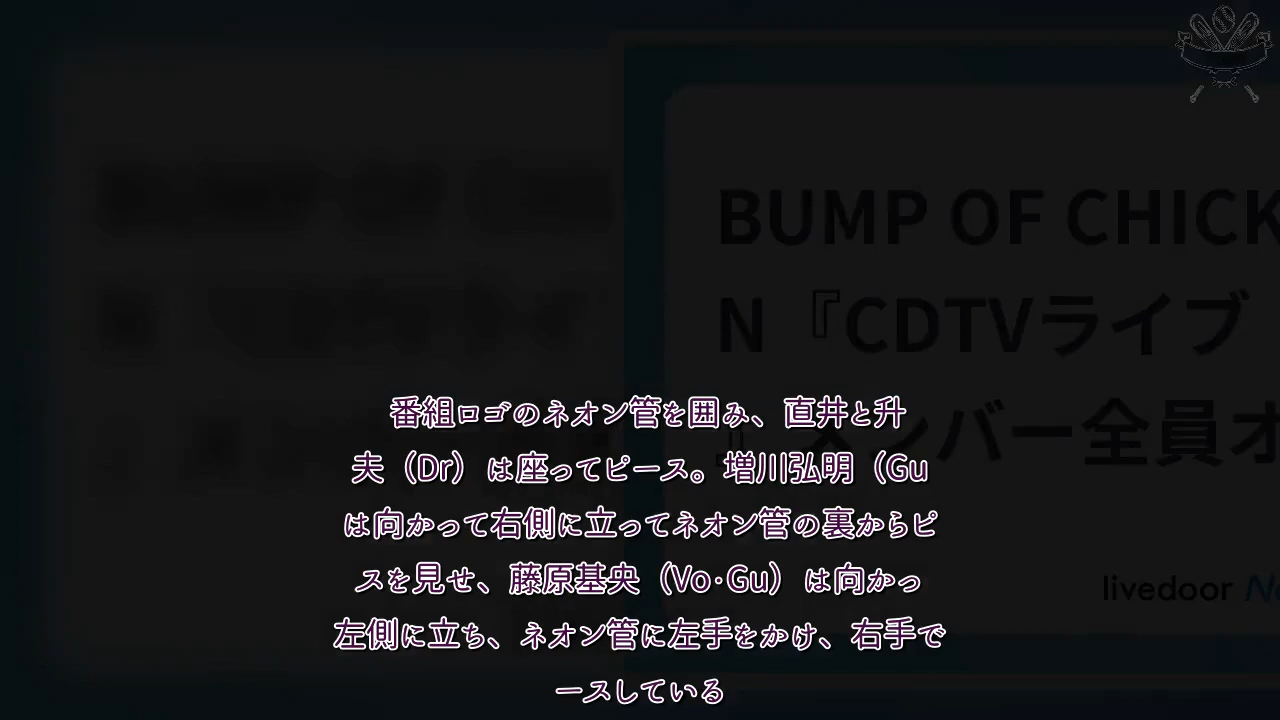 BUMP OF CHICK
N『CDTVライブ
』メンバー全員オ
番組ロゴのネオン管を囲み、直井と升
夫（Dr）は座ってピース。増川弘明（Gu
は向かって右側に立ってネオン管の裏からピ
スを見せ、藤原基央（Vo·Gu）は向かっ
左側に立ち、ネオン管に左手をかけ、右手で
ースしている
livedoor